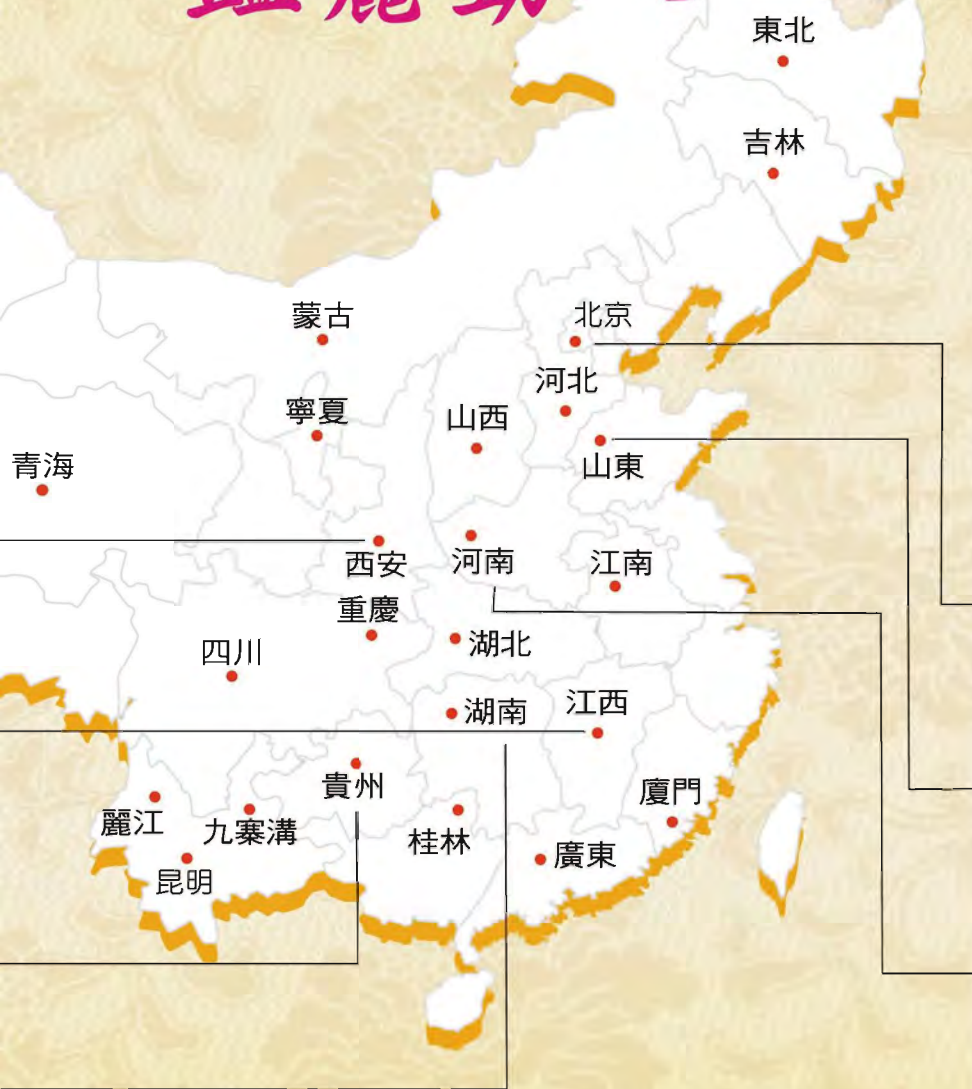 東北
吉林
蒙古
北京
河北
寧夏
山西
青海
山東
西安
河南
江南
重慶
四川
湖北
湖南
江西
貴州
廈門
麗江
九寨溝
桂林
廣東
昆明